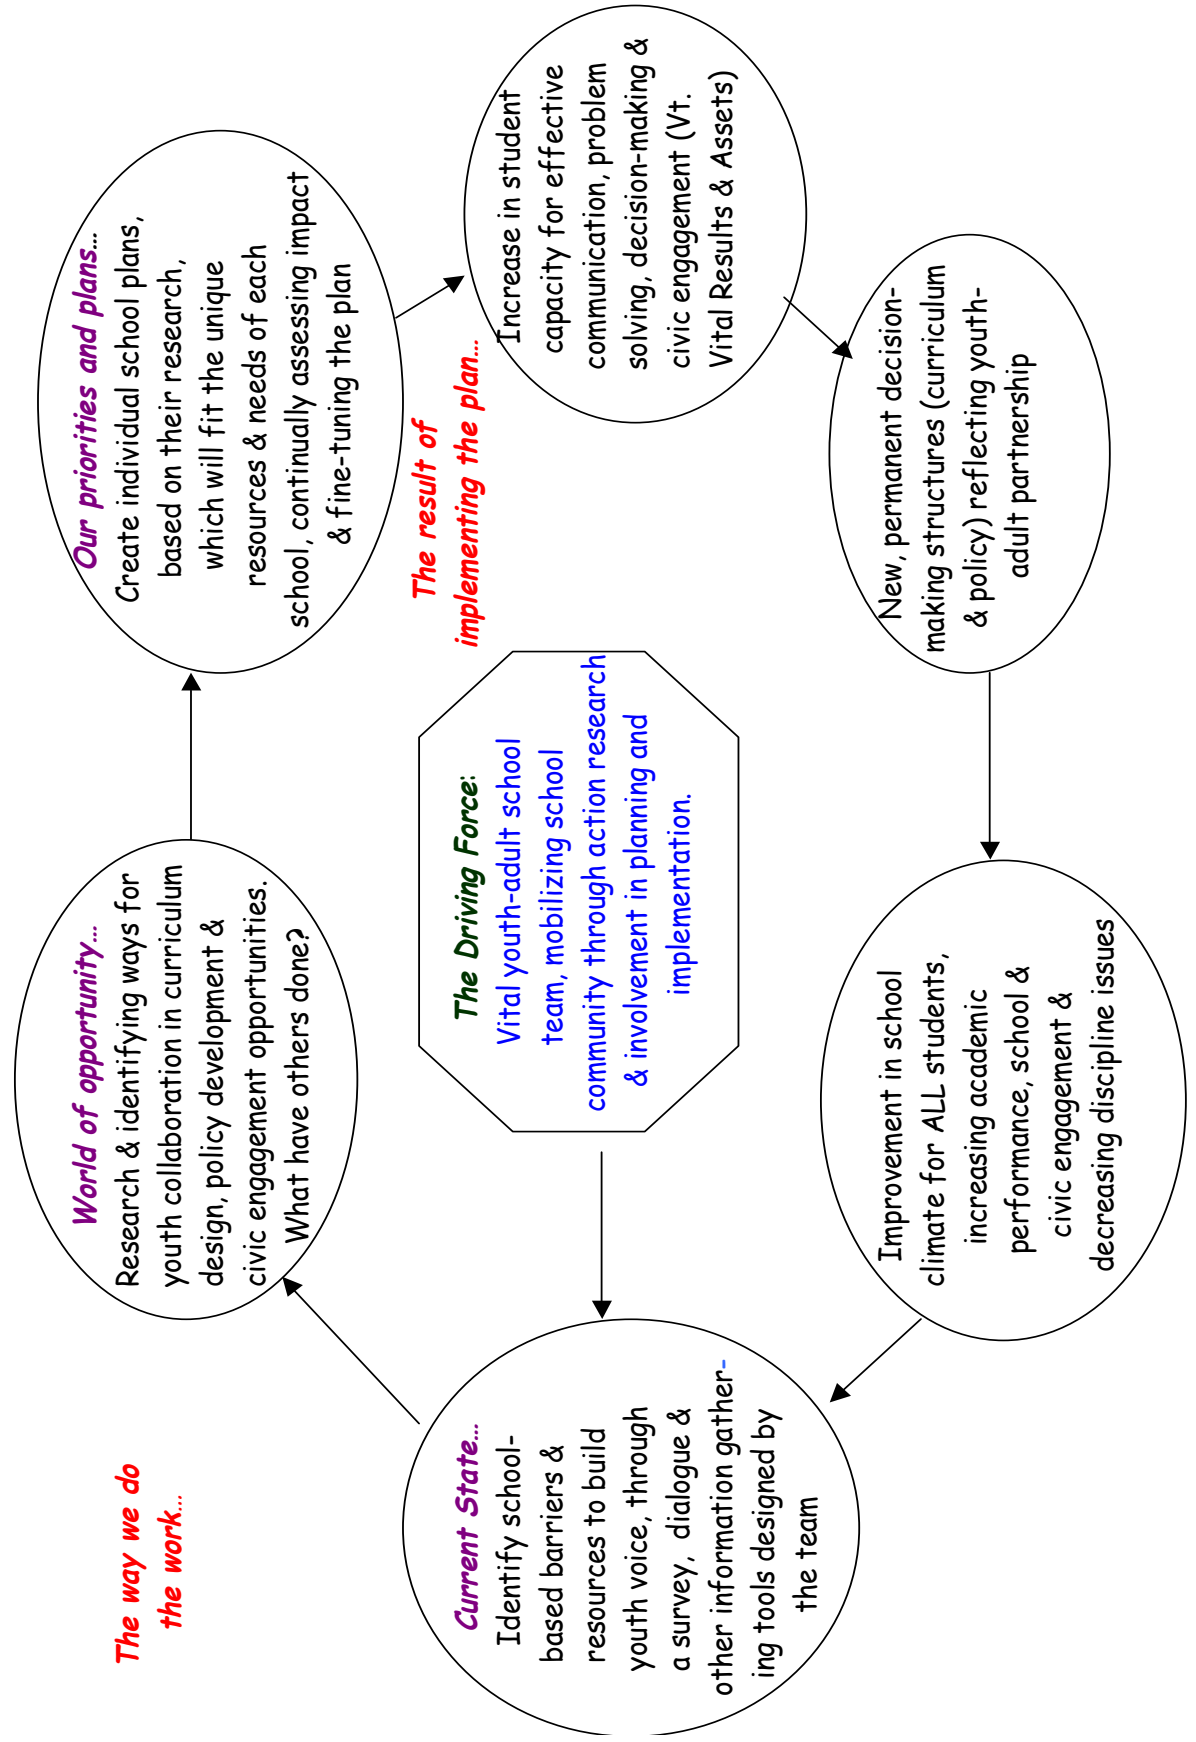 The way we do
the work…
World of opportunity…
Research & identifying ways for
youth collaboration in curriculum
design, policy development &
civic engagement opportunities.
What have others done?
Our priorities and plans…
Create individual school plans,
based on their research,
which will fit the unique
resources & needs of each
school, continually assessing impact
& fine-tuning the plan
Current State…
Identify school-
based barriers &
resources to build
youth voice, through
a survey, dialogue &
other information gather-
ing tools designed by
the team
The Driving Force:
Vital youth-adult school
team, mobilizing school
community through action research
& involvement in planning and
implementation.
The result of
implementing the plan…
Increase in student
capacity for effective
communication, problem
solving, decision-making &
civic engagement (Vt.
Vital Results & Assets)
New, permanent decision-
making structures (curriculum
& policy) reflecting youth-
adult partnership
Improvement in school
climate for ALL students,
increasing academic
performance, school &
civic engagement &
decreasing discipline issues